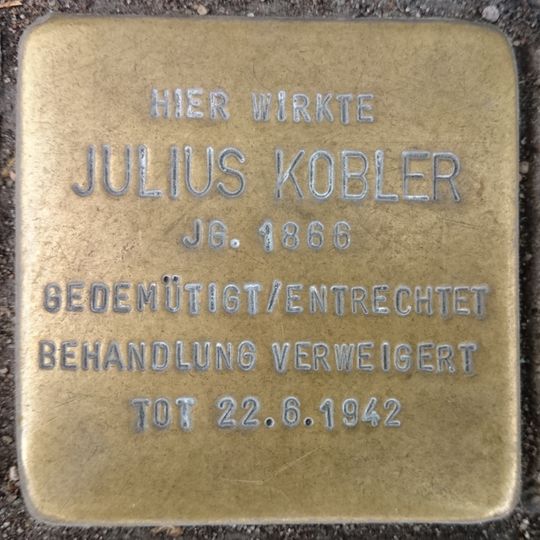 HIER WIRKTE
JULIUS KOBLER
JG. 1866
GEDEMÜTIGT/ENTRECHTET
BEHANDLUNG VERWEIGERT
TOT 22.6.1942